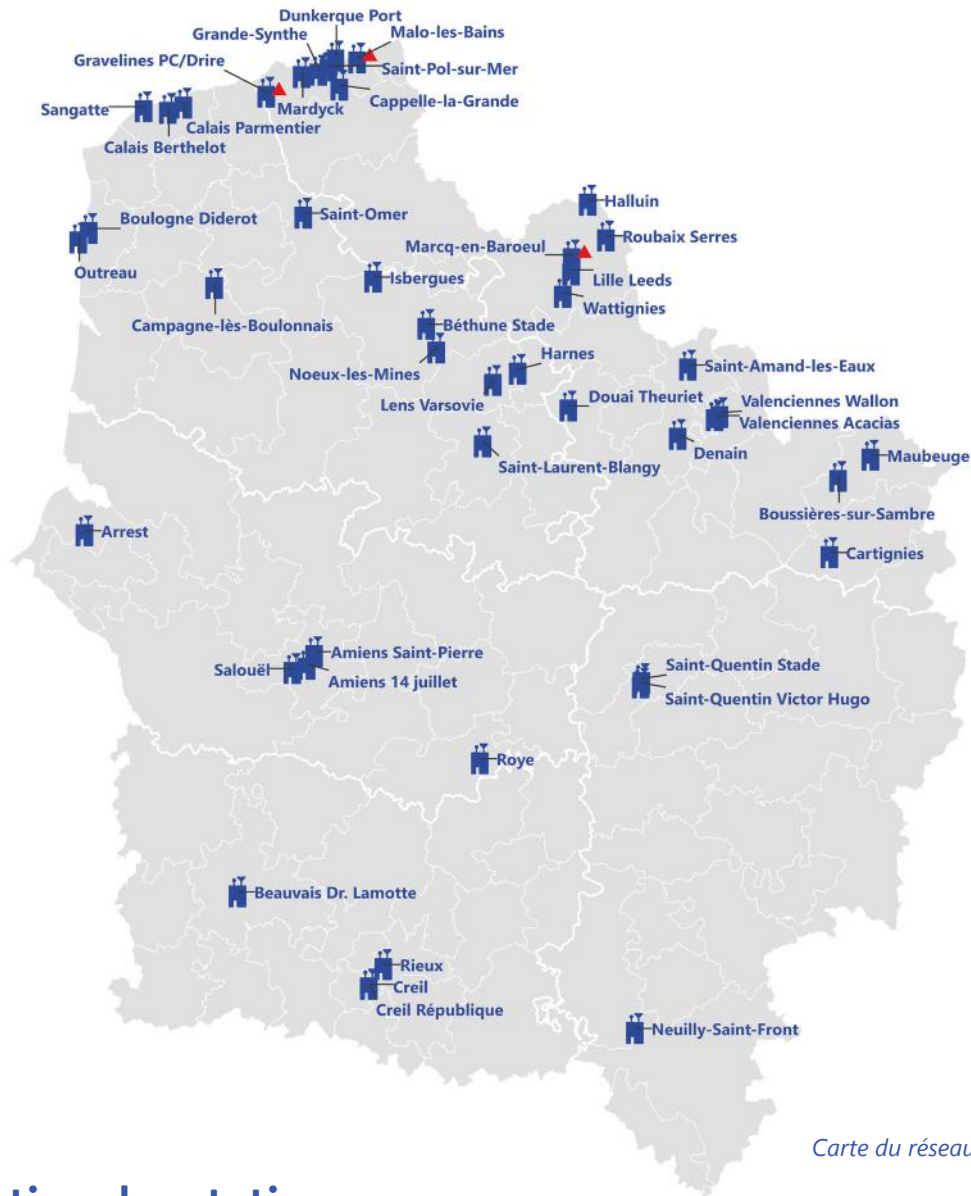 Dunkerque Port
Grande-Synthe
Malo-les-Bains
Gravelines PC/Drire
Saint-Pol-sur-Mer
Mardyck
Cappelle-la-Grande
Sangatte
Calais Parmentier
Calais Berthelot
Halluin
Boulogne Diderot
Saint-Omer
Roubaix Serres
Marcq-en-Baroeul
Outreau
Isbergues
Lille Leeds
Wattignies
Campagne-lès-Boulonnais
Béthune Stade
Noeux-les-Mines
Harnes
Saint-Amand-les-Eaux
Lens Varsovie
Douai Theuriet
Valenciennes Wallon
Valenciennes Acacias
Denain
Saint-Laurent-Blangy
Maubeuge
Boussières-sur-Sambre
Arrest
Cartignies
Amiens Saint-Pierre
Salouël
Amiens 14 juillet
Saint-Quentin Stade
Saint-Quentin Victor Hugo
Roye
Beauvais Dr. Lamotte
Rieux
Creil
Creil République
Neuilly-Saint-Front
Carte du réseau